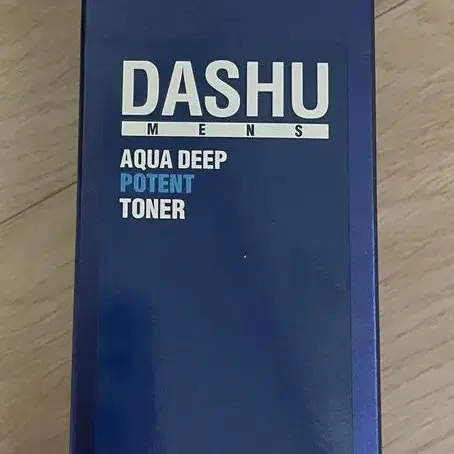 DASHU
MENS
AQUA DEEP
POTENT
TONER